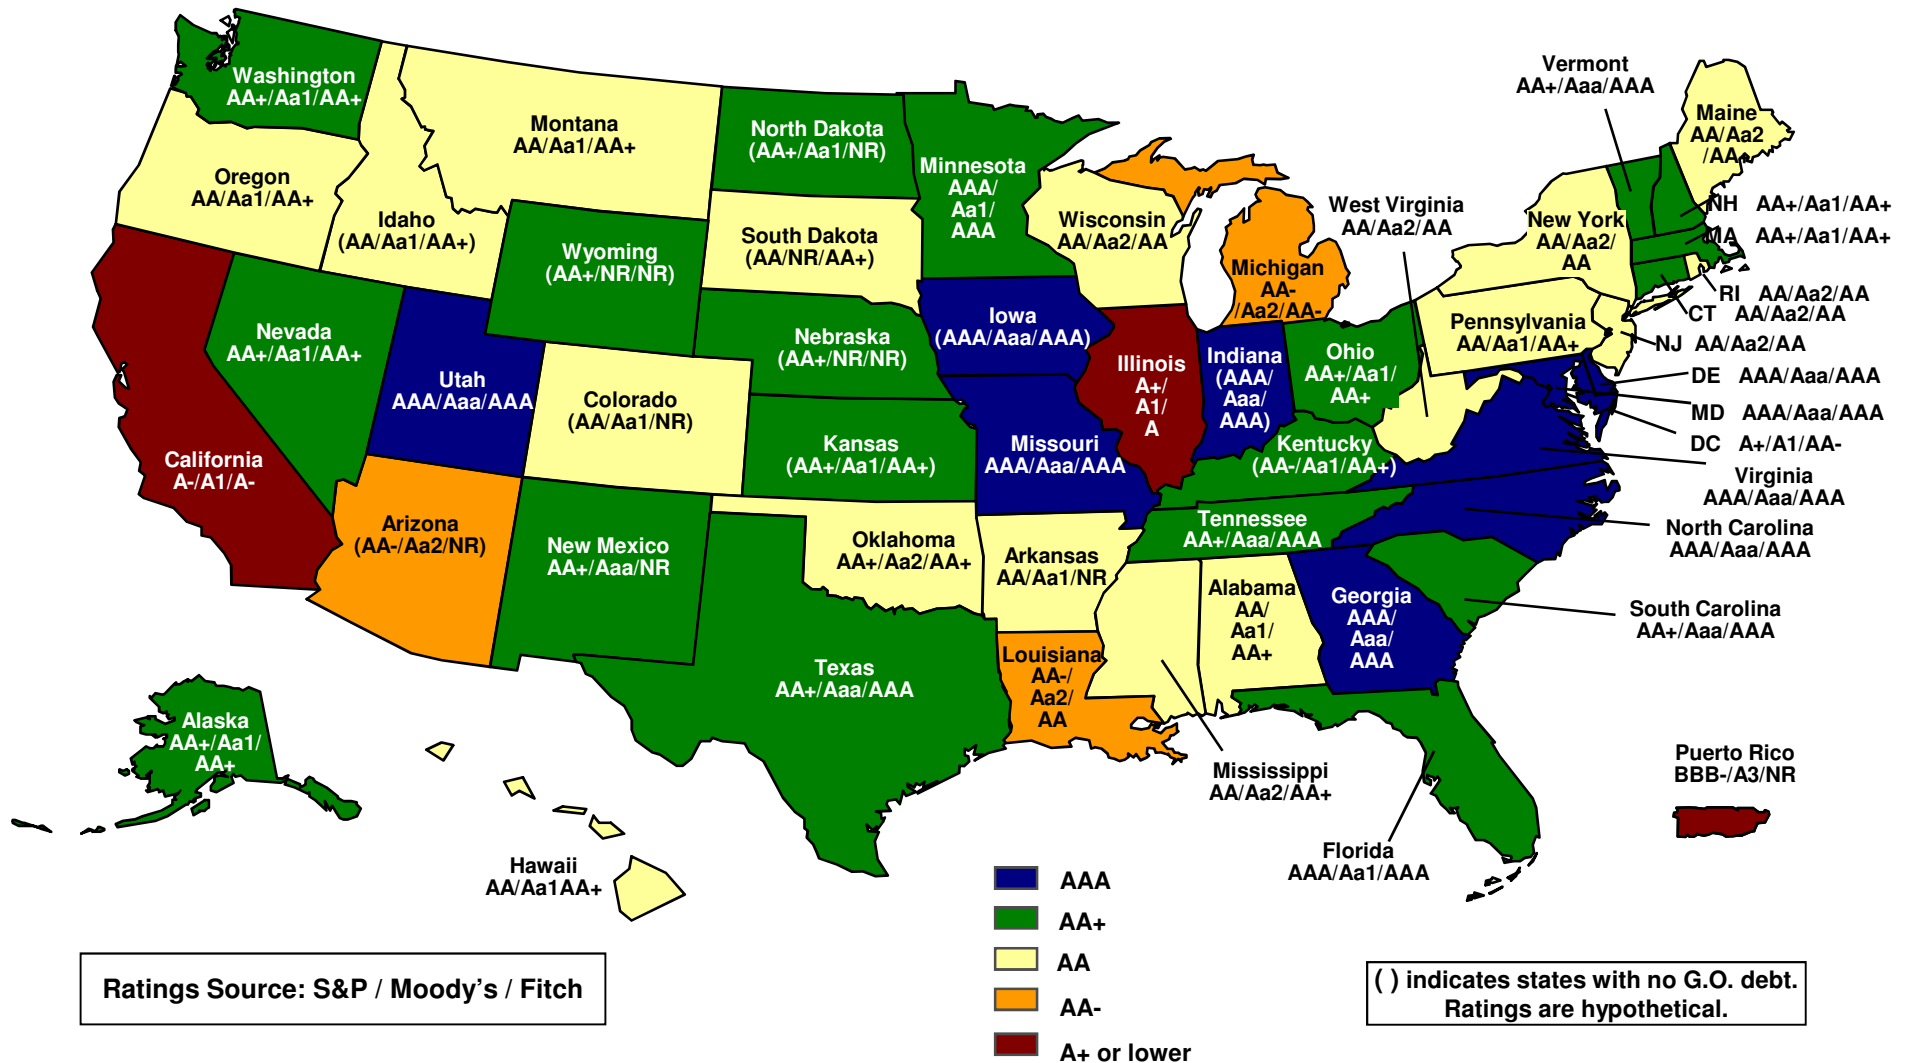 Washington
AA+/Aa1/AA+
Oregon
AA/Aa1/AA+
Idaho
(AA/Aa1/AA+)
Montana
AA/Aa1/AA+
North Dakota
(AA+/Aa1/NR)
Minnesota
AAA/
Aa1/
AAA
Wisconsin
AA/Aa2/AA
Michigan
AA-
/Aa2/AA-
West Virginia
AA/Aa2/AA
Vermont
AA+/Aaa/AAA
Maine
AA/Aa2
/AA+
New York
AA/Aa2/
AA
NH AA+/Aa1/AA+
MA AA+/Aa1/AA+
RI AA/Aa2/AA
CT AA/Aa2/AA
NJ AA/Aa2/AA
DE AAA/Aaa/AAA
MD AAA/Aaa/AAA
DC A+/A1/AA-
Virginia
AAA/Aaa/AAA
North Carolina
AAA/Aaa/AAA
South Carolina
AA+/Aaa/AAA
Pennsylvania
AA/Aa1/AA+
Wyoming
(AA+/NR/NR)
South Dakota
(AA/NR/AA+)
Nebraska
(AA+/NR/NR)
Iowa
(AAA/Aaa/AAA)
Illinois
A+/
A1/
A
Indiana
(AAA/
Aaa/
AAA)
Ohio
AA+/Aa1/
AA+
Nevada
AA+/Aa1/AA+
Utah
AAA/Aaa/AAA
Colorado
(AA/Aa1/NR)
Kansas
(AA+/Aa1/AA+)
Missouri
AAA/Aaa/AAA
Kentucky
(AA-/Aa1/AA+)
California
A-/A1/A-
Arizona
(AA-/Aa2/NR)
New Mexico
AA+/Aaa/NR
Oklahoma
AA+/Aa2/AA+
Arkansas
AA/Aa1/NR
Tennessee
AA+/Aaa/AAA
Alabama
AA/
Aa1/
AA+
Georgia
AAA/
Aaa/
AAA
Texas
AA+/Aaa/AAA
Louisiana
AA-/
Aa2/
AA
Mississippi
AA/Aa2/AA+
Florida
AAA/Aa1/AAA
Puerto Rico
BBB-/A3/NR
Alaska
AA+/Aa1/
AA+
Hawaii
AA/Aa1AA+
AAA
AA+
AA
AA-
A+ or lower
Ratings Source: S&P / Moody’s / Fitch
( ) indicates states with no G.O. debt.
Ratings are hypothetical.